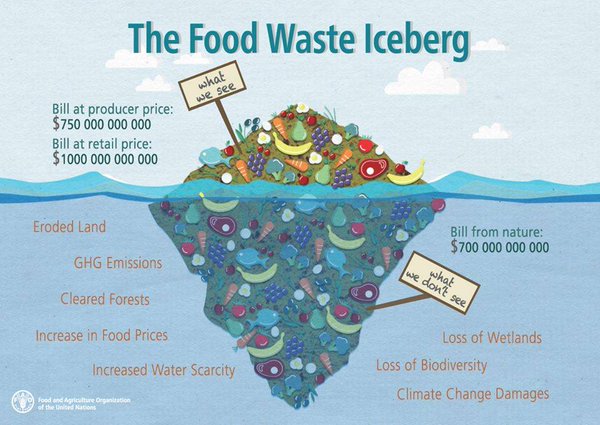 The Food Waste Iceberg
what
we see
Bill at producer price:
$750 000 000 000
Bill at retail price:
$1000 000 000 000
Eroded Land
GHG Emissions
Cleared Forests
Increase in Food Prices
Increased Water Scarcity
Bill from nature:
$700 000 000 000
what
we don't see
Loss of Wetlands
Loss of Biodiversity
Climate Change Damages
Food and Agriculture Organization
of the United Nations